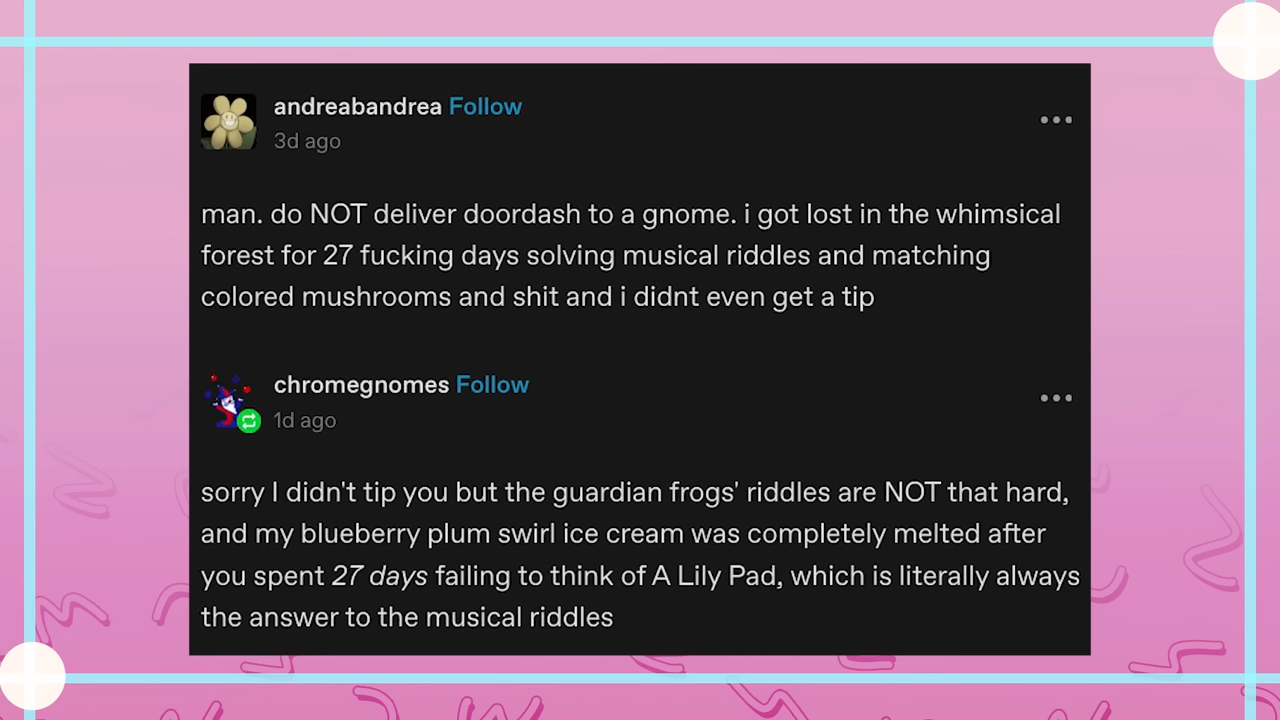 andreabandrea Follow
3d ago
man. do NOT deliver doordash to a gnome. i got lost in the whimsical
forest for 27 fucking days solving musical riddles and matching
colored mushrooms and shit and i didnt even get a tip
chromegnomes Follow
1d ago
sorry I didn't tip you but the guardian frogs' riddles are NOT that hard,
and my blueberry plum swirl ice cream was completely melted after
you spent 27 days failing to think of A Lily Pad, which is literally always
the answer to the musical riddles